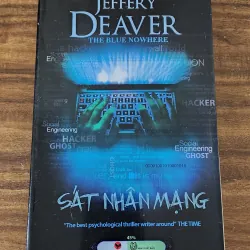 JEFFERY
DEAVER
THE BLUE NOWHERE
HACKER
HACKER
Social
Engineering
GHOST
Social
Engineering
GHOST
SÁT NHÂN MẠNG
"The best psychological thriller writer around" THE TIME